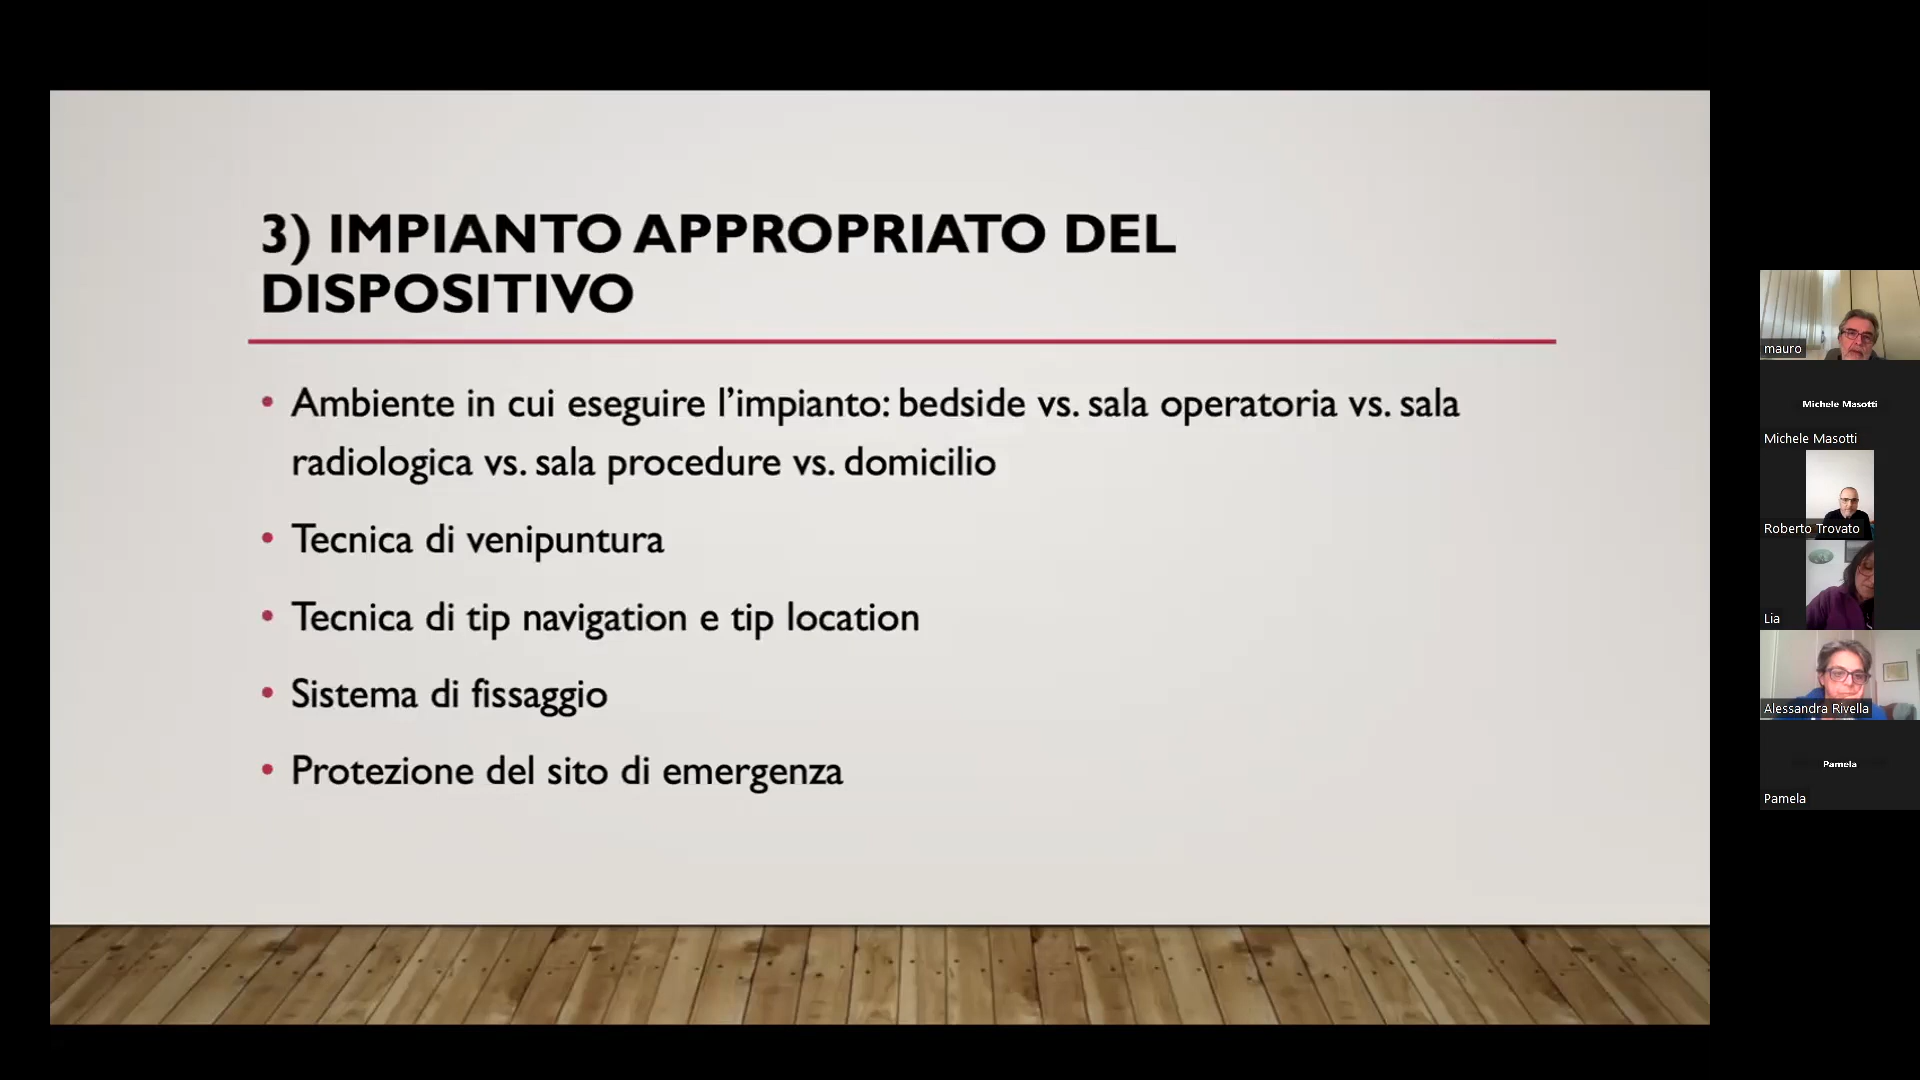 3) IMPIANTO APPROPRIATO DEL
DISPOSITIVO
• Ambiente in cui eseguire l’impianto: bedside vs. sala operatoria vs. sala
radiologica vs. sala procedure vs. domicilio
• Tecnica di venipuntura
• Tecnica di tip navigation e tip location
• Sistema di fissaggio
• Protezione del sito di emergenza
mauro
Michele Masotti
Michele Masotti
Roberto Trovato
Lia
Alessandra Rivella
Pamela
Pamela